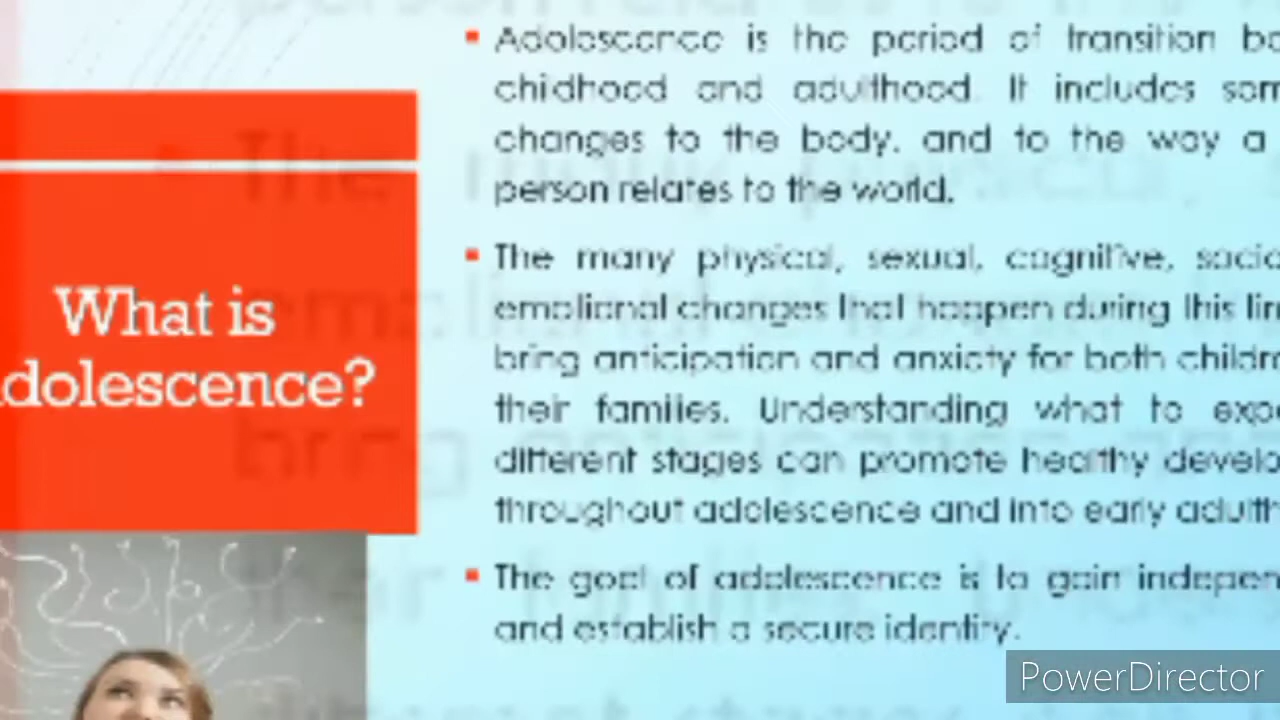 What is
dolescence?
Adolescence is the period of transition
childhood and adulthood. It includes
changes to the body, and to the way a
person relates to the world.
The many physical, sexual, cognitive,
emotional changes that happen during this
bring anticipation and anxiety for both
their families. Understanding what to
different stages can promote healthy
throughout adolescence and into early
The goal of adolescence is to gain
and establish a secure identity.
PowerDirector